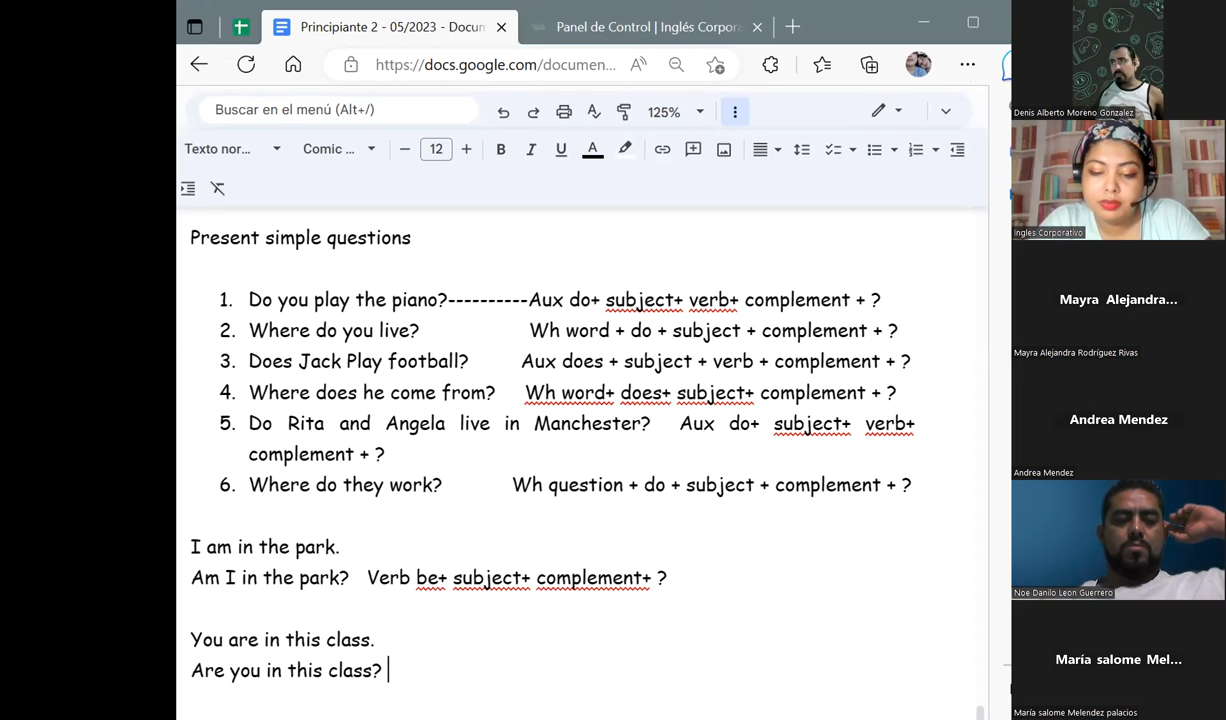 Principiante 2 - 05/2023 - Docum
Panel de Control | Inglés Corpora
https://docs.google.com/documen...
Buscar en el menú (Alt+/)
125%
Texto nor...
Comic ...
12
Present simple questions
1. Do you play the piano?----------Aux do+ subject+ verb+ complement + ?
2. Where do you live? Wh word + do + subject + complement + ?
3. Does Jack Play football? Aux does + subject + verb + complement + ?
4. Where does he come from? Wh word+ does+ subject+ complement + ?
5. Do Rita and Angela live in Manchester? Aux do+ subject+ verb+
complement + ?
6. Where do they work? Wh question + do + subject + complement + ?
I am in the park.
Am I in the park? Verb be+ subject+ complement+ ?
You are in this class.
Are you in this class?
Denis Alberto Moreno Gonzalez
Ingles Corporativo
Mayra Alejandra...
Mayra Alejandra Rodríguez Rivas
Andrea Mendez
Andrea Mendez
Noe Danilo Leon Guerrero
María salome Mel...
María salome Melendez palacios